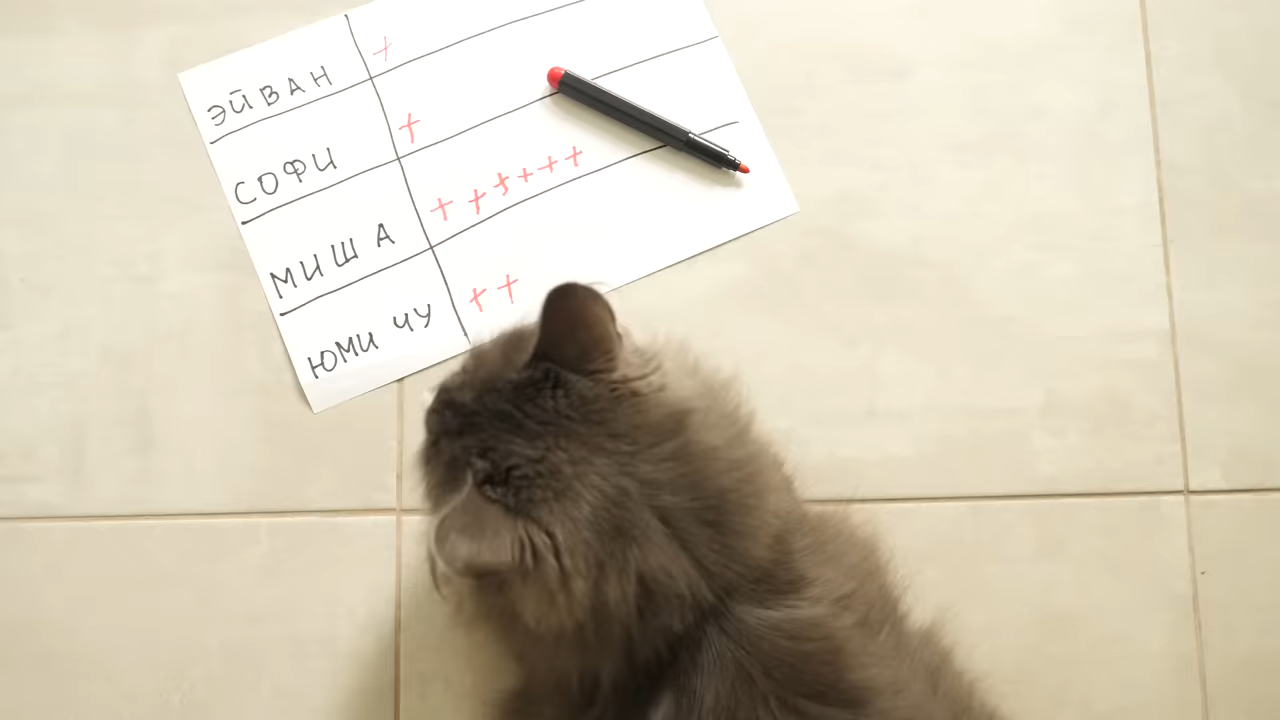 ЭЙВАН +
СОФИ +
МИША + + + + + +
ЮМИ ЧУ + +